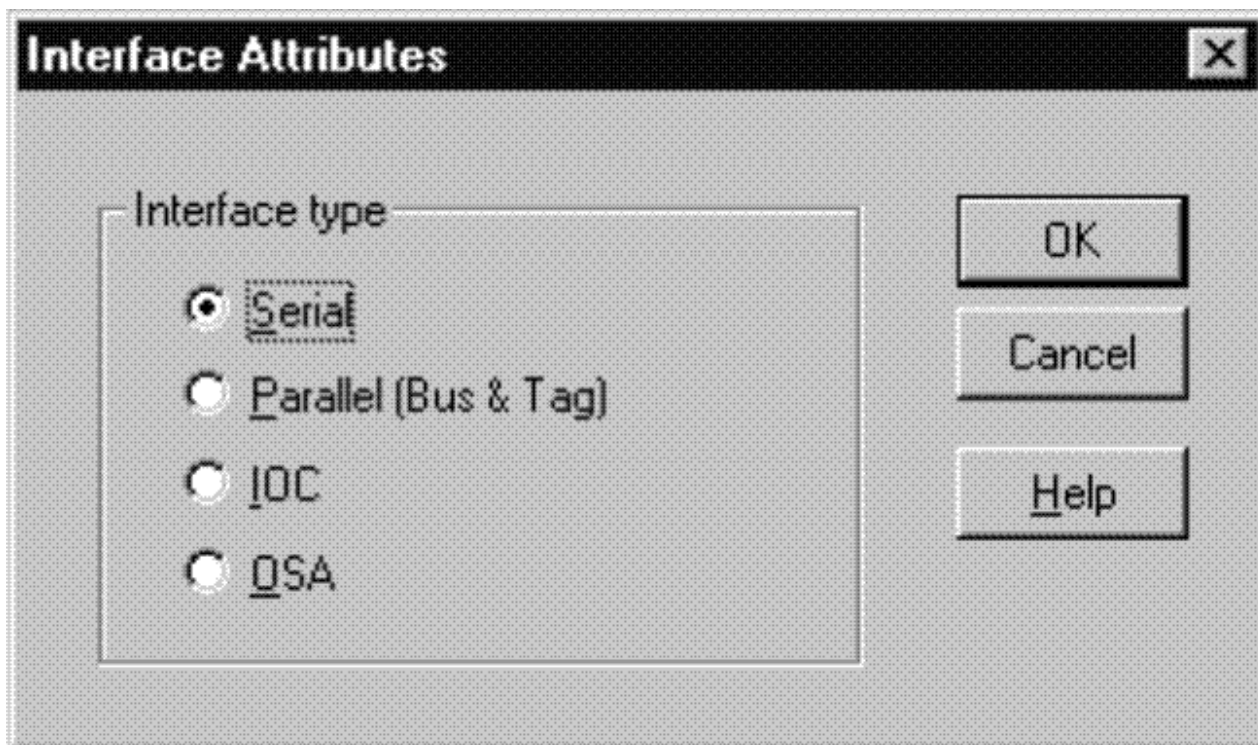 Interface Attributes
Interface type
Serial
Parallel (Bus & Tag)
IOC
OSA
OK
Cancel
Help